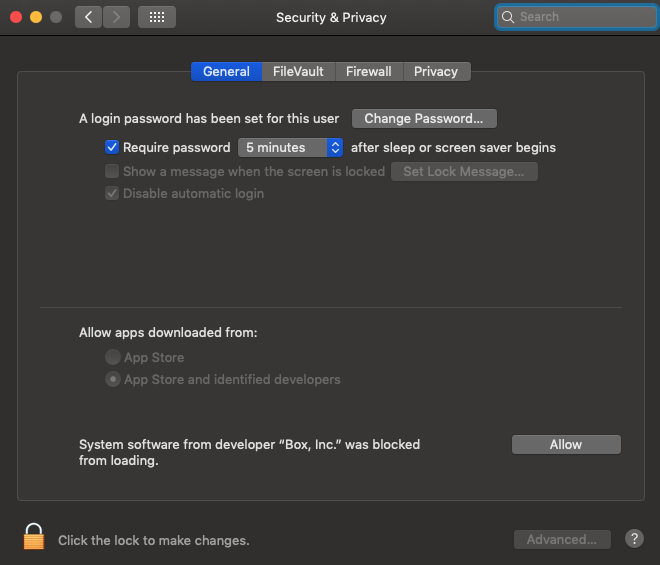 Security & Privacy
Search
General FileVault Firewall Privacy
A login password has been set for this user Change Password...
Require password 5 minutes after sleep or screen saver begins
Show a message when the screen is locked Set Lock Message...
Disable automatic login
Allow apps downloaded from:
App Store
App Store and identified developers
System software from developer “Box, Inc.” was blocked Allow
from loading.
Click the lock to make changes. Advanced... ?